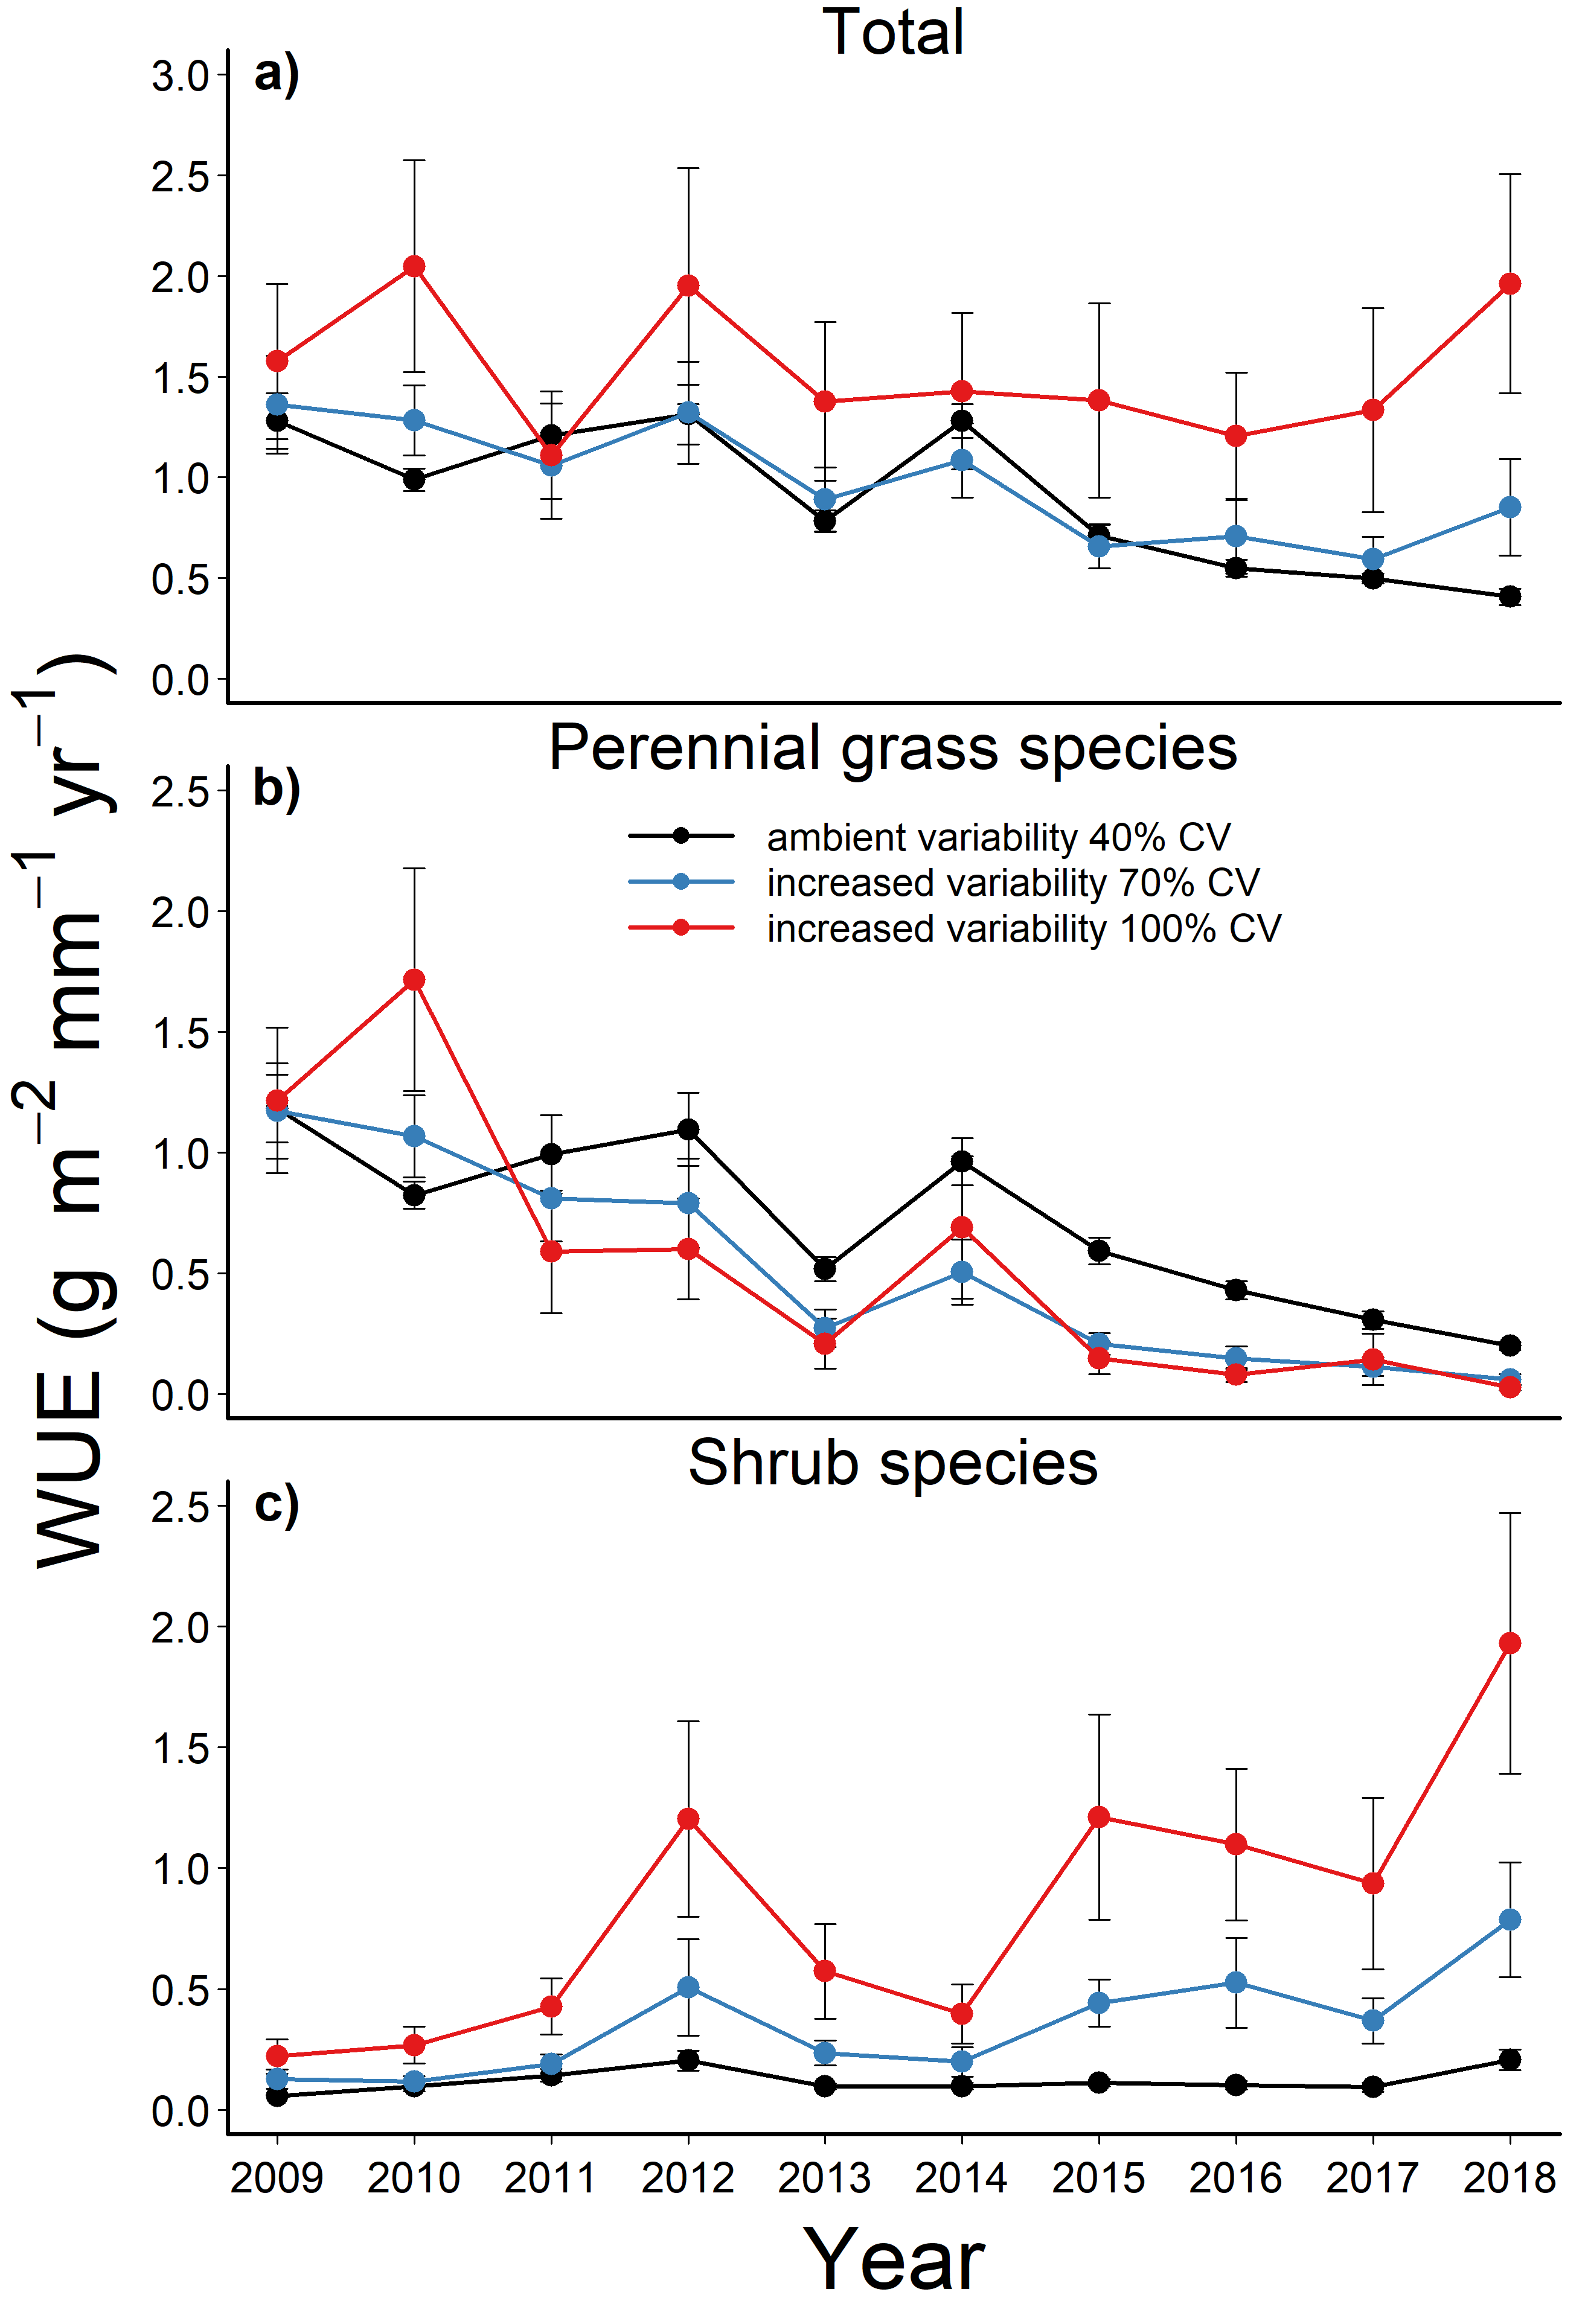 Total
a)
3.0
2.5
2.0
1.5
1.0
0.5
0.0
Perennial grass species
b)
2.5
2.0
1.5
1.0
0.5
0.0
ambient variability 40% CV
increased variability 70% CV
increased variability 100% CV
Shrub species
c)
2.5
2.0
1.5
1.0
0.5
0.0
2009 2010 2011 2012 2013 2014 2015 2016 2017 2018
Year
WUE (g m⁻² mm⁻¹ yr⁻¹)